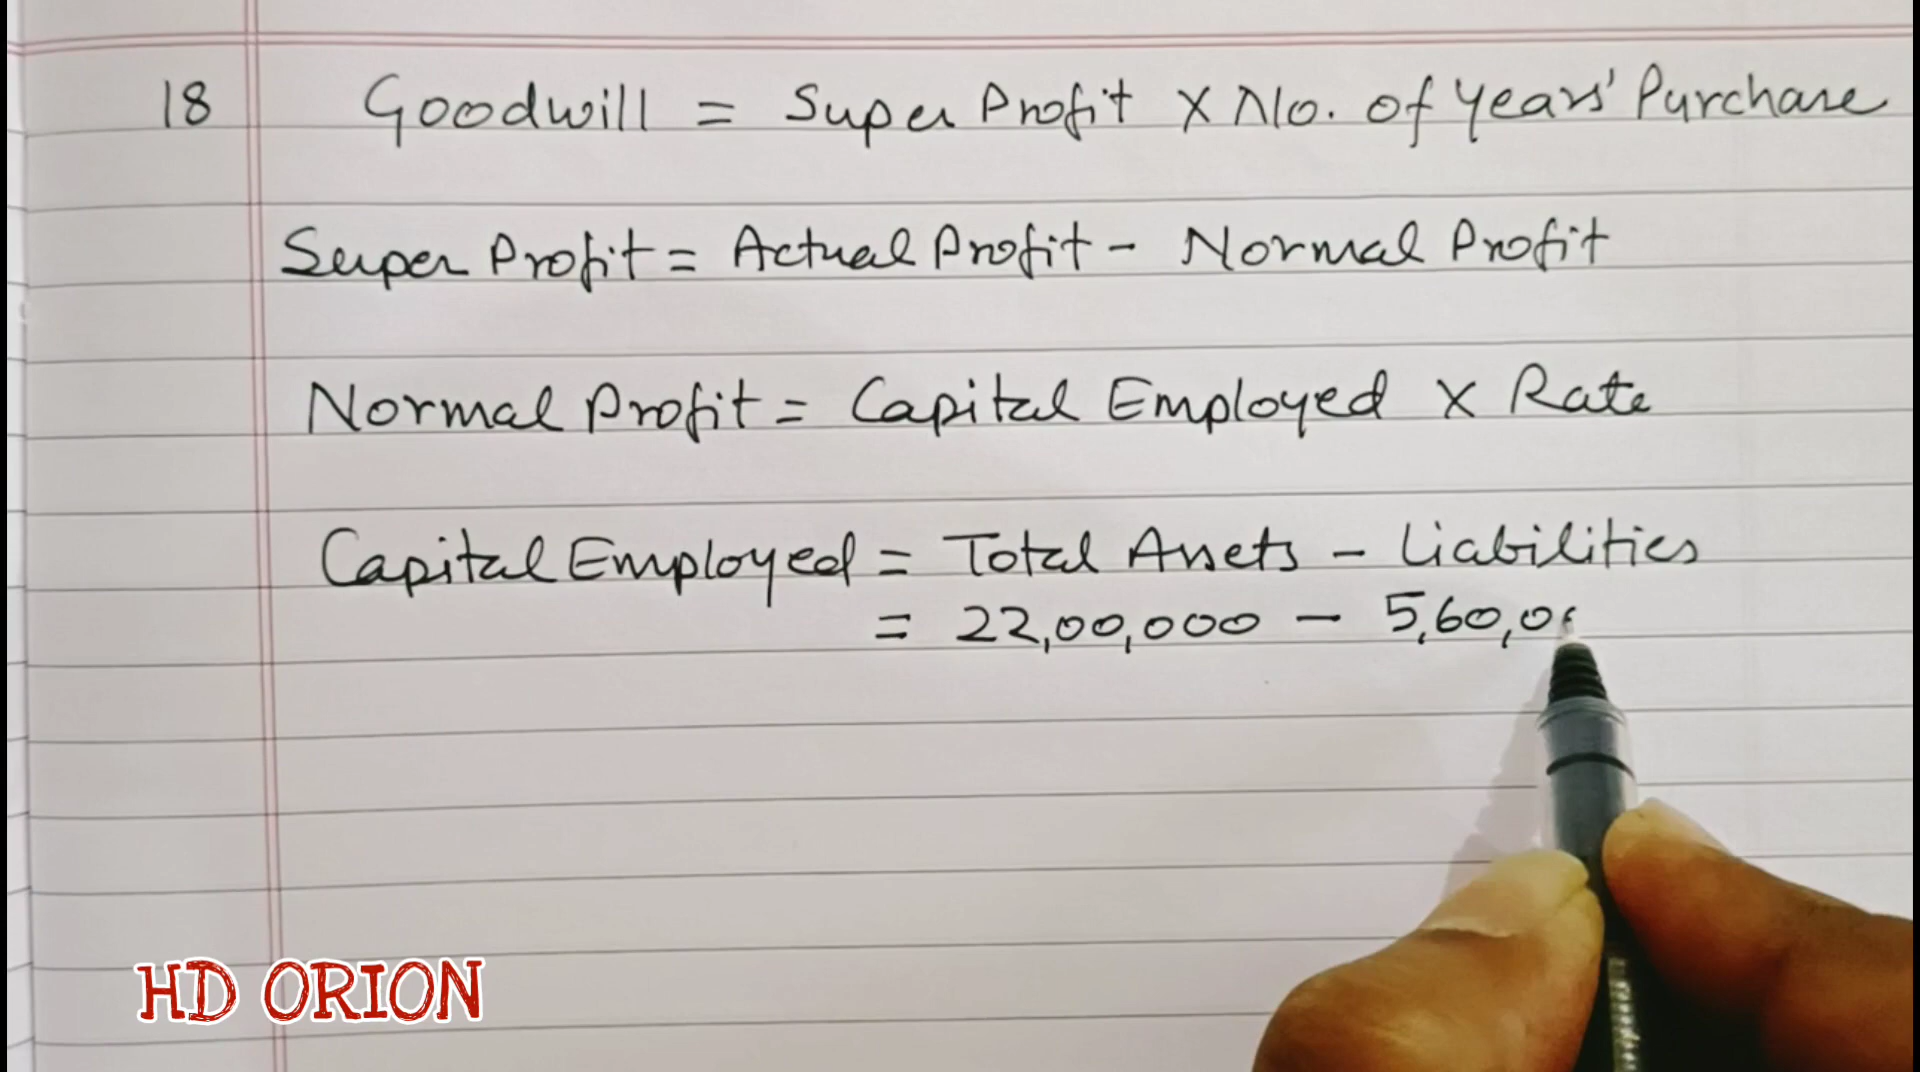 18 Goodwill = Super Profit X No. of Years' Purchase
Super Profit = Actual Profit - Normal Profit
Normal Profit = Capital Employed X Rate
Capital Employed = Total Assets - Liabilities
= 22,00,000 - 5,60,00
HD ORION